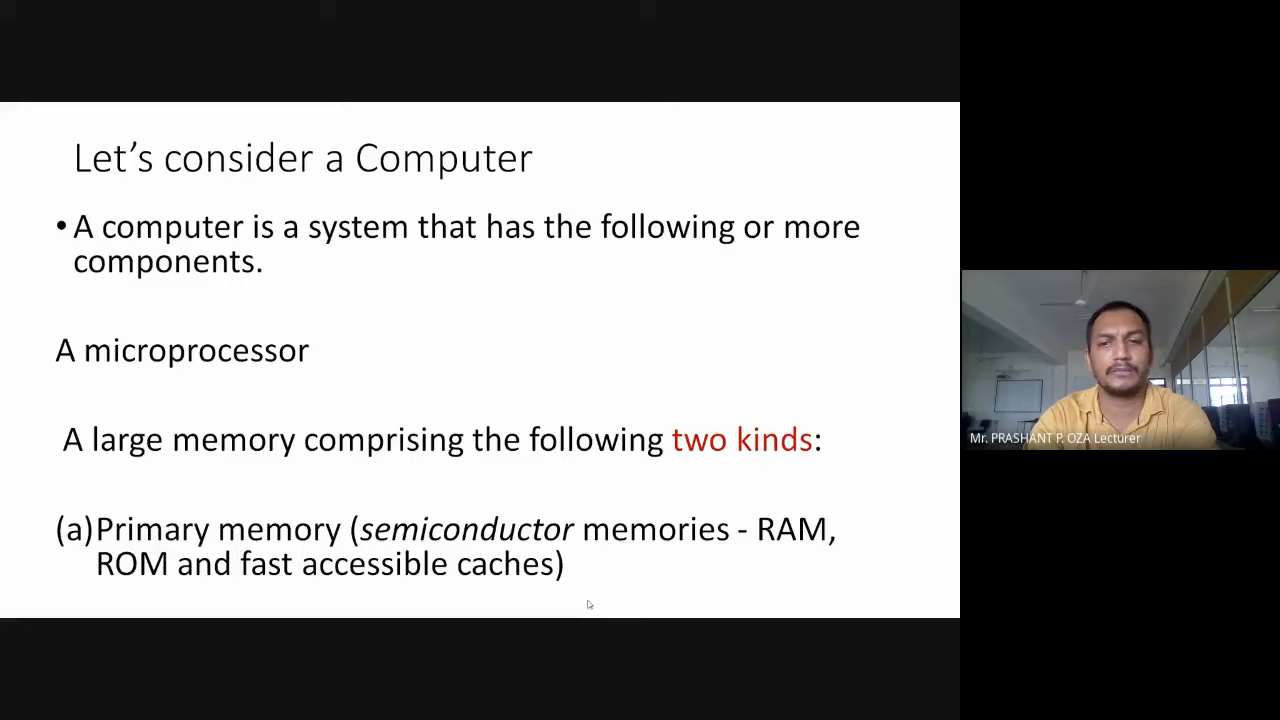 Let’s consider a Computer
• A computer is a system that has the following or more
components.
A microprocessor
A large memory comprising the following two kinds:
(a) Primary memory (semiconductor memories - RAM,
ROM and fast accessible caches)
Mr. PRASHANT P. OZA Lecturer